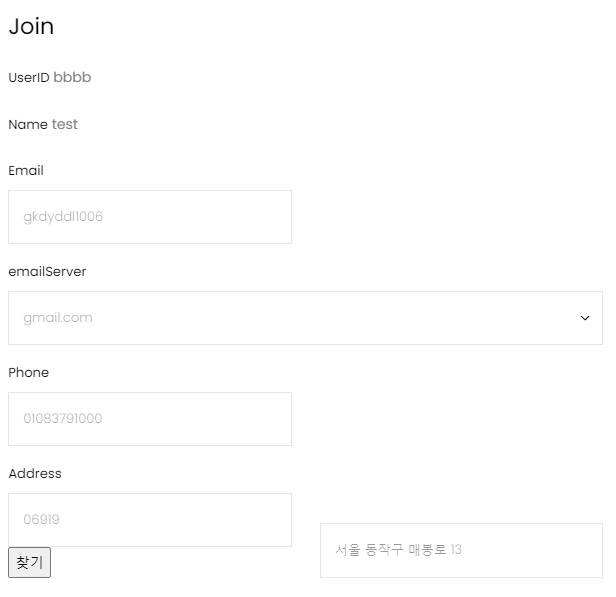 Join
UserID bbbb
Name test
Email
gkdyddl1006
emailServer
gmail.com
Phone
01083791000
Address
06919
서울 동작구 매봉로 13
찾기